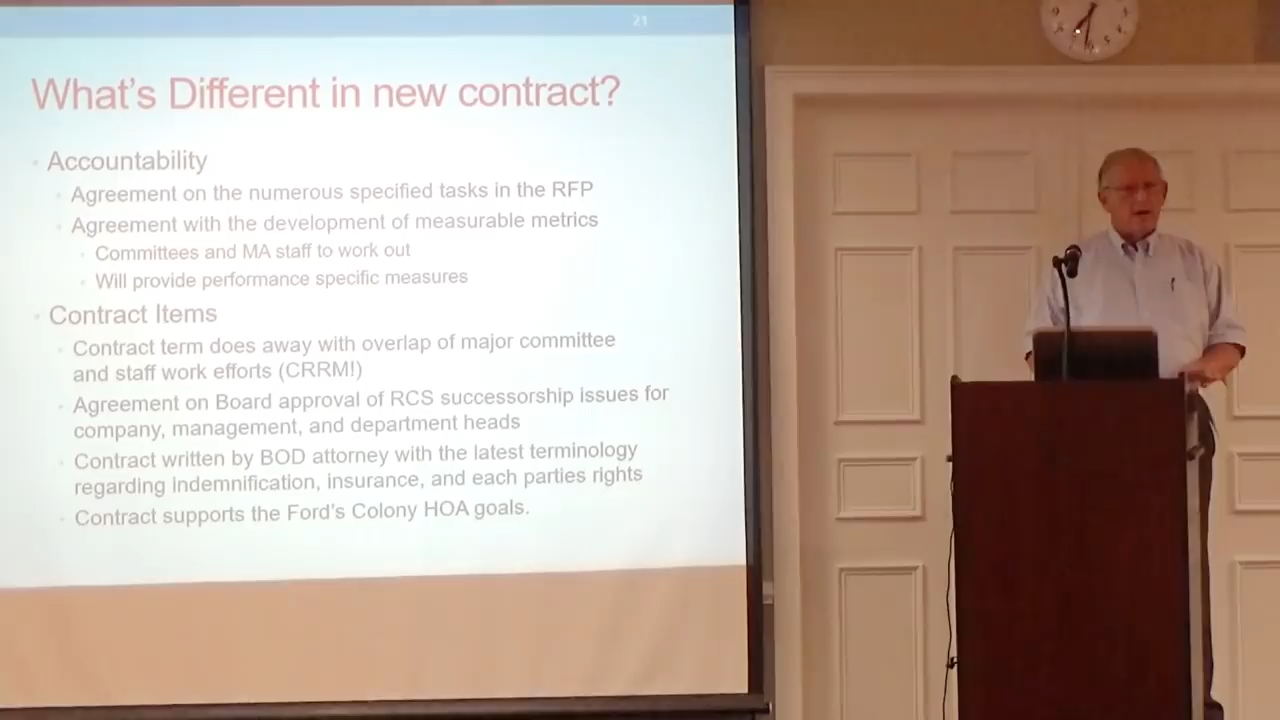 21
What's Different in new contract?
Accountability
Agreement on the numerous specified tasks in the RFP
Agreement with the development of measurable metrics
Committees and MA staff to work out
Will provide performance specific measures
Contract Items
Contract term does away with overlap of major committee
and staff work efforts (CRRM!)
Agreement on Board approval of RCS successorship issues for
company, management, and department heads
Contract written by BOD attorney with the latest terminology
regarding indemnification, insurance, and each parties rights
Contract supports the Ford's Colony HOA goals.